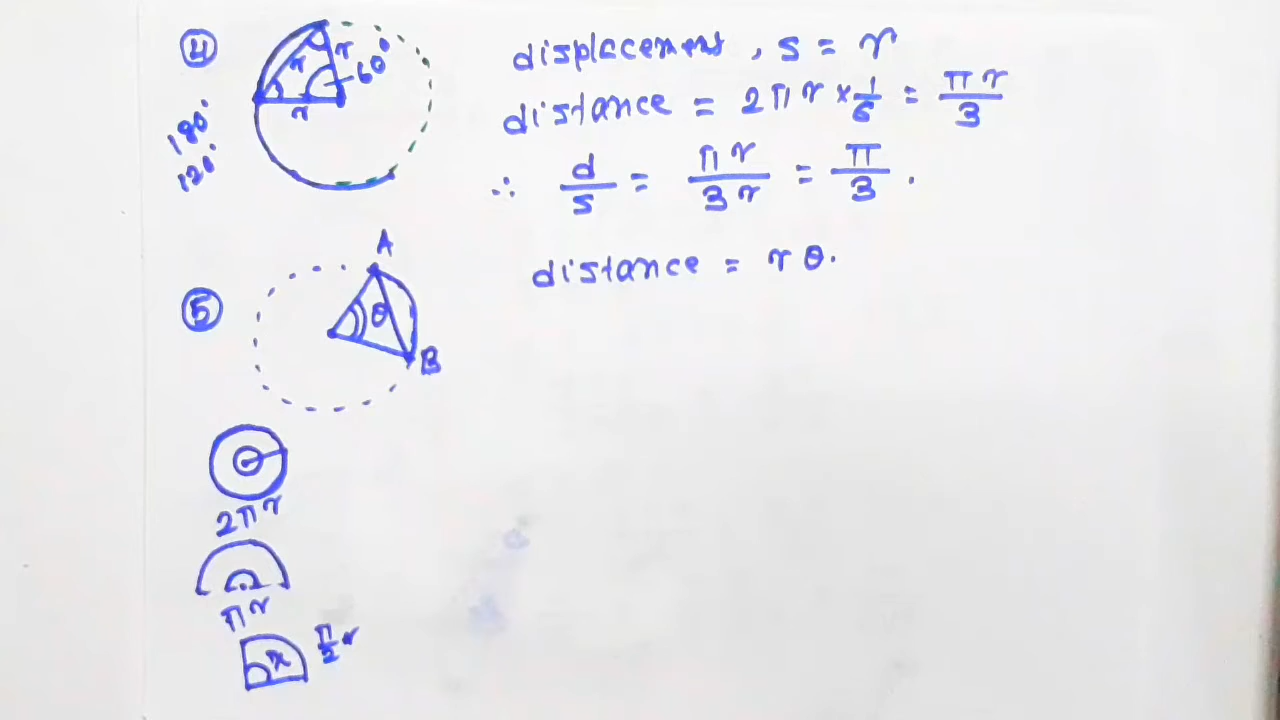 ④
r r 60°
r
180°
120°
displacement, s = r
distance = 2πr × 1/6 = πr/3
∴ d/s = πr/3r = π/3 .
⑤
A
θ
B
distance = rθ.
2πr
πr
π/2 r